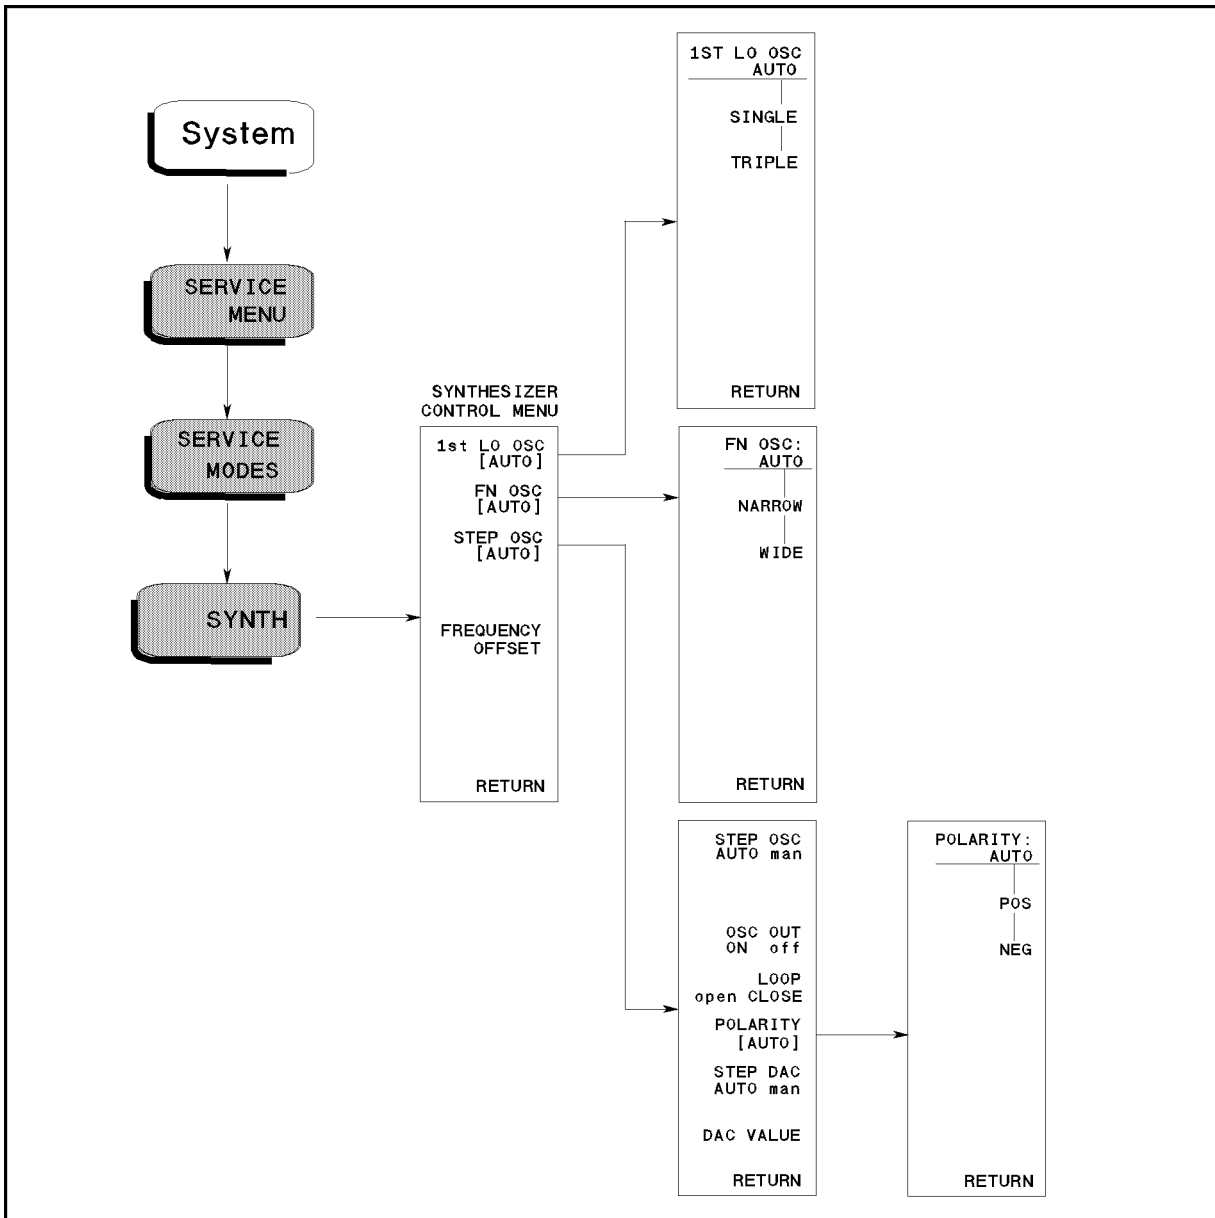 System
SERVICE
MENU
SERVICE
MODES
SYNTH
SYNTHESIZER
CONTROL MENU
1st LO OSC
[AUTO]
FN OSC
[AUTO]
STEP OSC
[AUTO]
FREQUENCY
OFFSET
RETURN
1ST LO OSC
AUTO
SINGLE
TRIPLE
RETURN
FN OSC:
AUTO
NARROW
WIDE
RETURN
STEP OSC
AUTO man
OSC OUT
ON off
LOOP
open CLOSE
POLARITY
[AUTO]
STEP DAC
AUTO man
DAC VALUE
RETURN
POLARITY:
AUTO
POS
NEG
RETURN